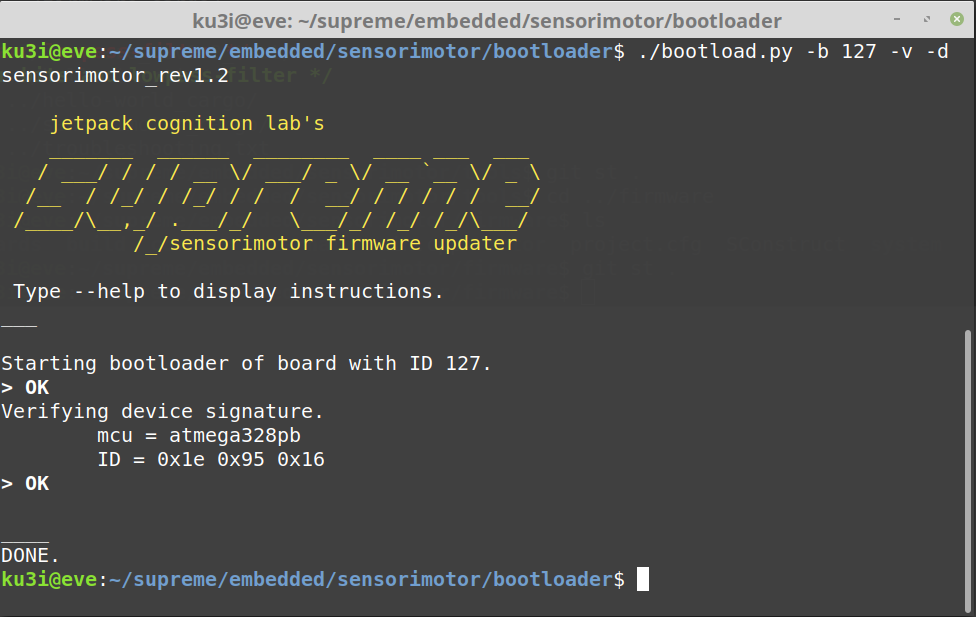 ku3i@eve: ~/supreme/embedded/sensorimotor/bootloader
ku3i@eve:~/supreme/embedded/sensorimotor/bootloader$ ./bootload.py -b 127 -v -d
sensorimotor_rev1.2
jetpack cognition lab's
supreme
/_/sensorimotor firmware updater
Type --help to display instructions.
___
Starting bootloader of board with ID 127.
> OK
Verifying device signature.
mcu = atmega328pb
ID = 0x1e 0x95 0x16
> OK
____
DONE.
ku3i@eve:~/supreme/embedded/sensorimotor/bootloader$